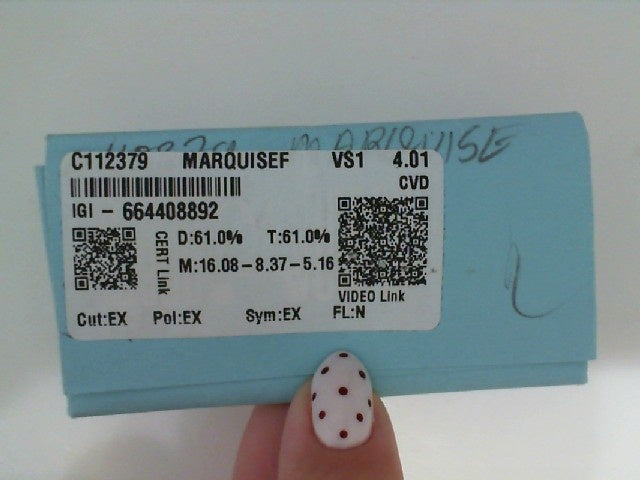 MARQUISE
C112379 MARQUISEF VS1 4.01
CVD
IGI - 664408892
D:61.0% T:61.0%
CERT Link
M:16.08-8.37-5.16
VIDEO Link
Cut:EX Pol:EX Sym:EX FL:N